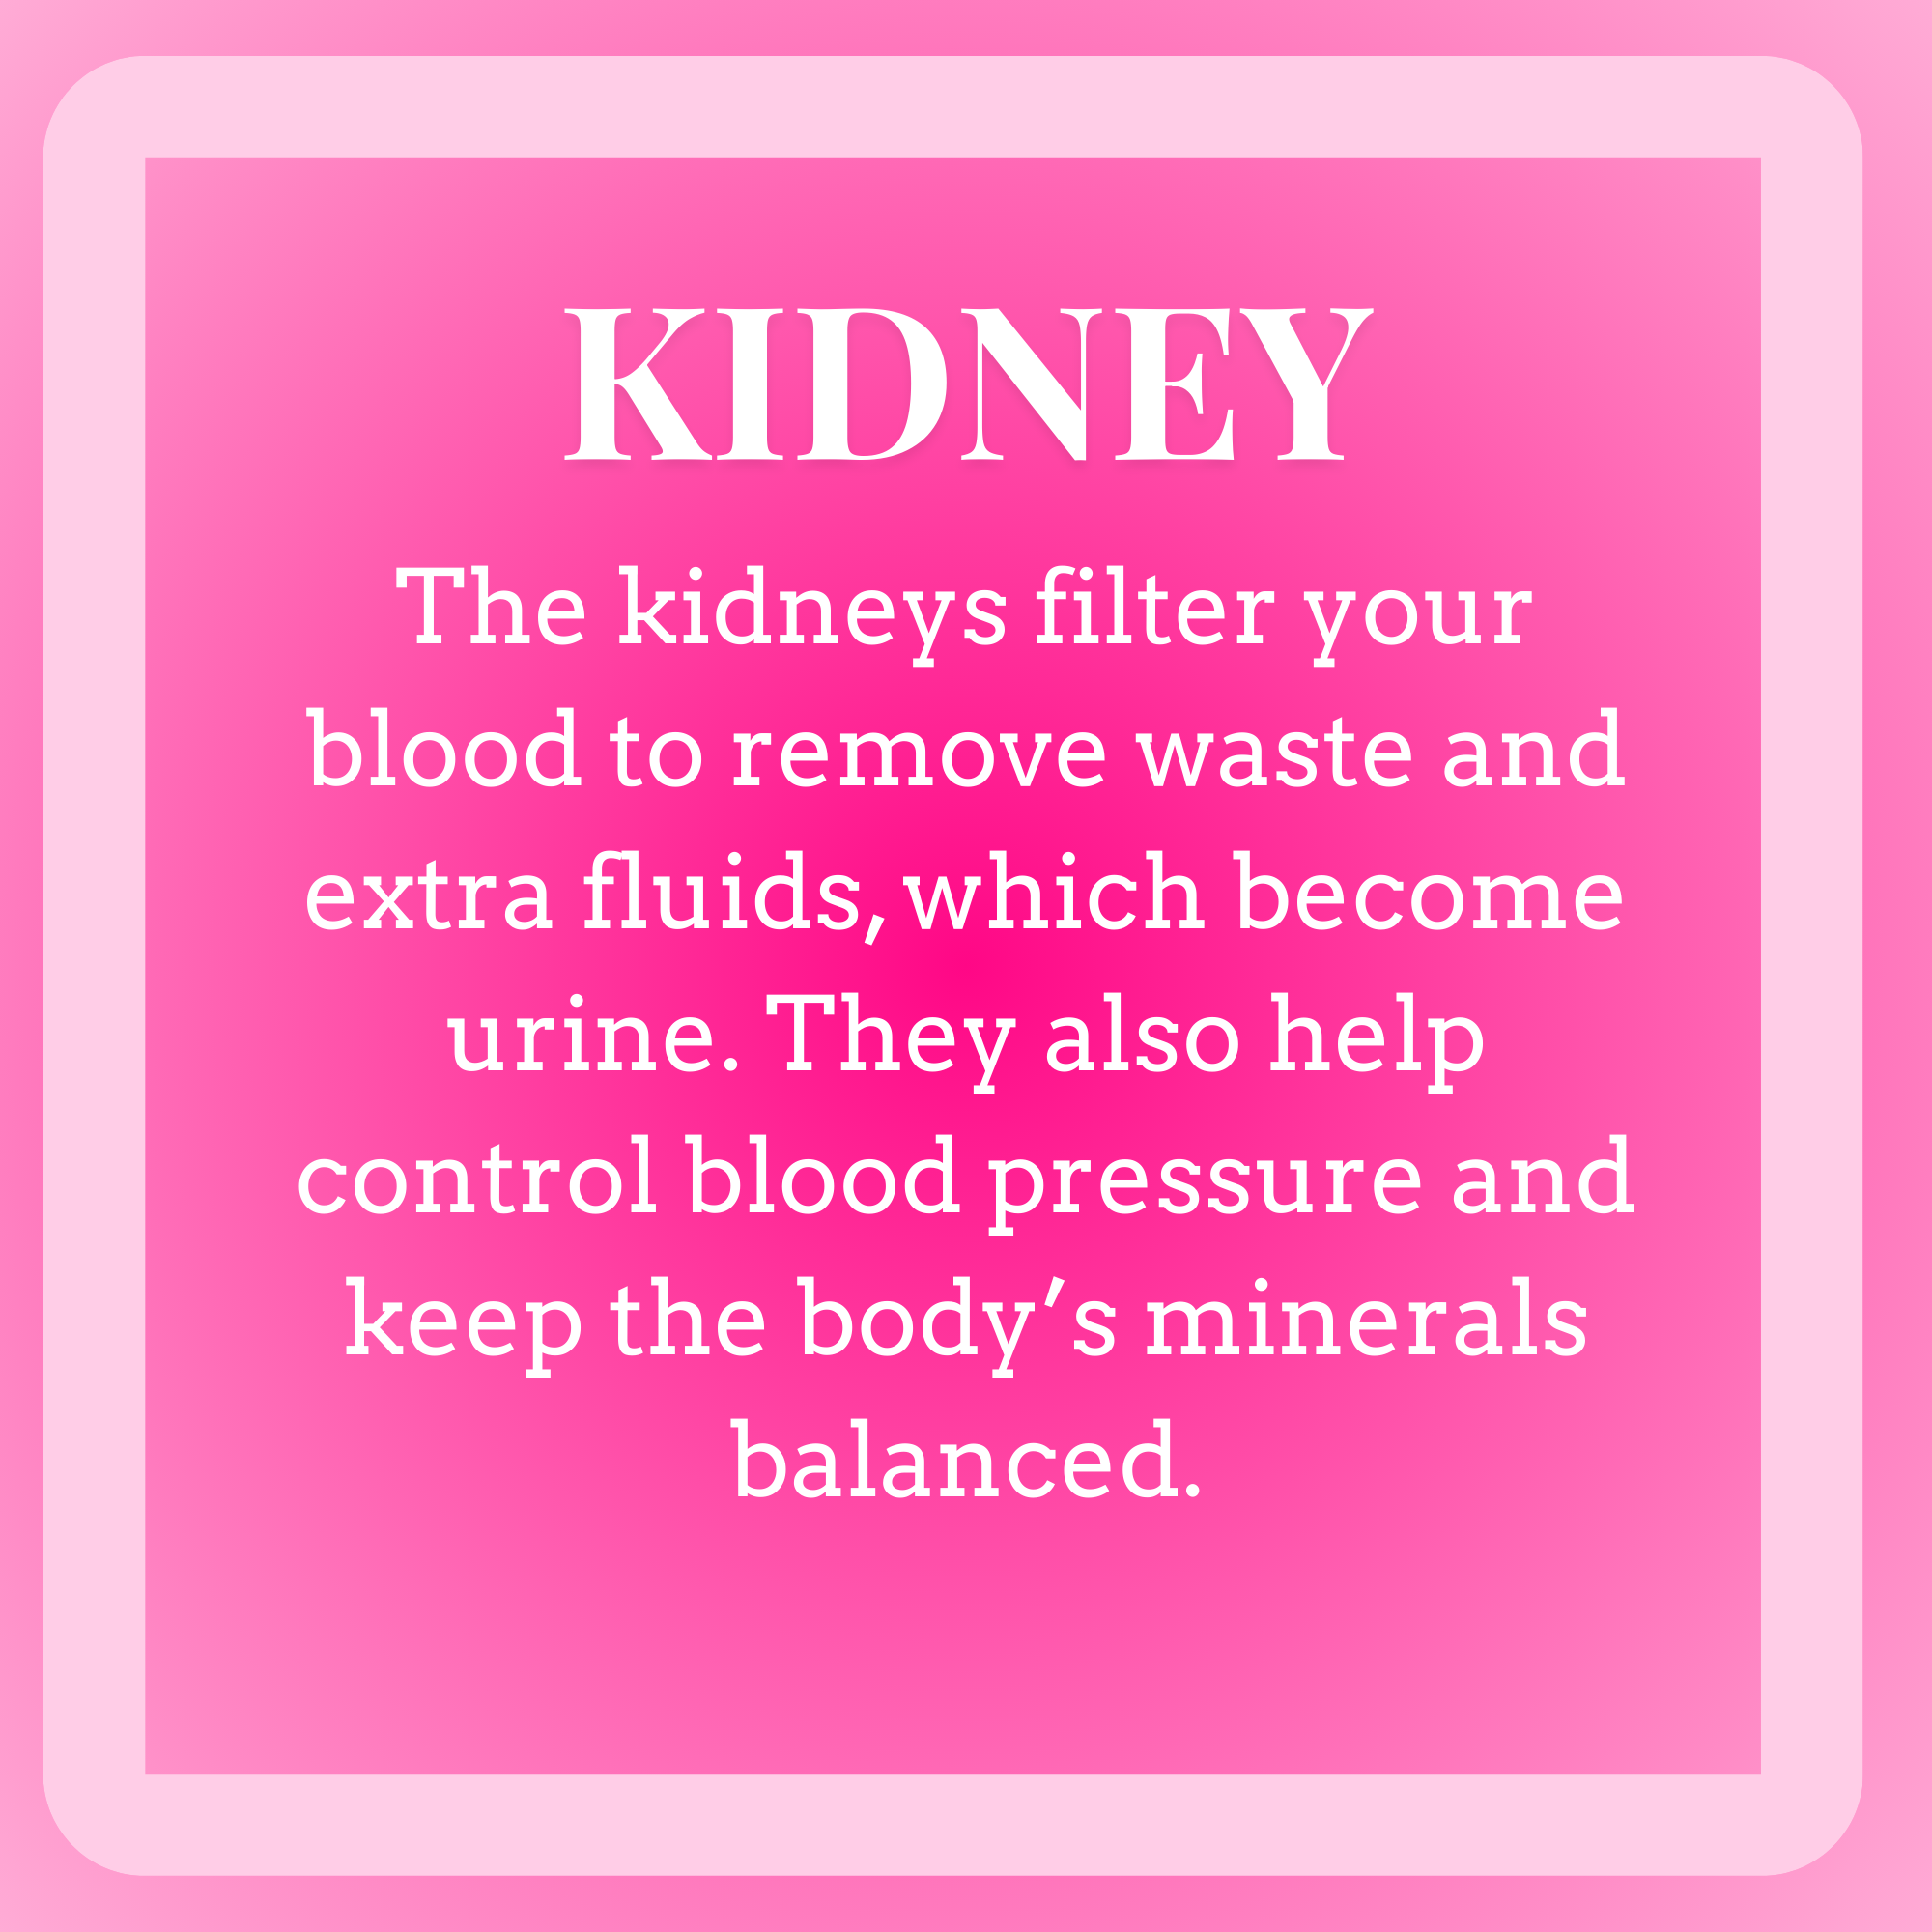 KIDNEY
The kidneys filter your
blood to remove waste and
extra fluids, which become
urine. They also help
control blood pressure and
keep the body's minerals
balanced.